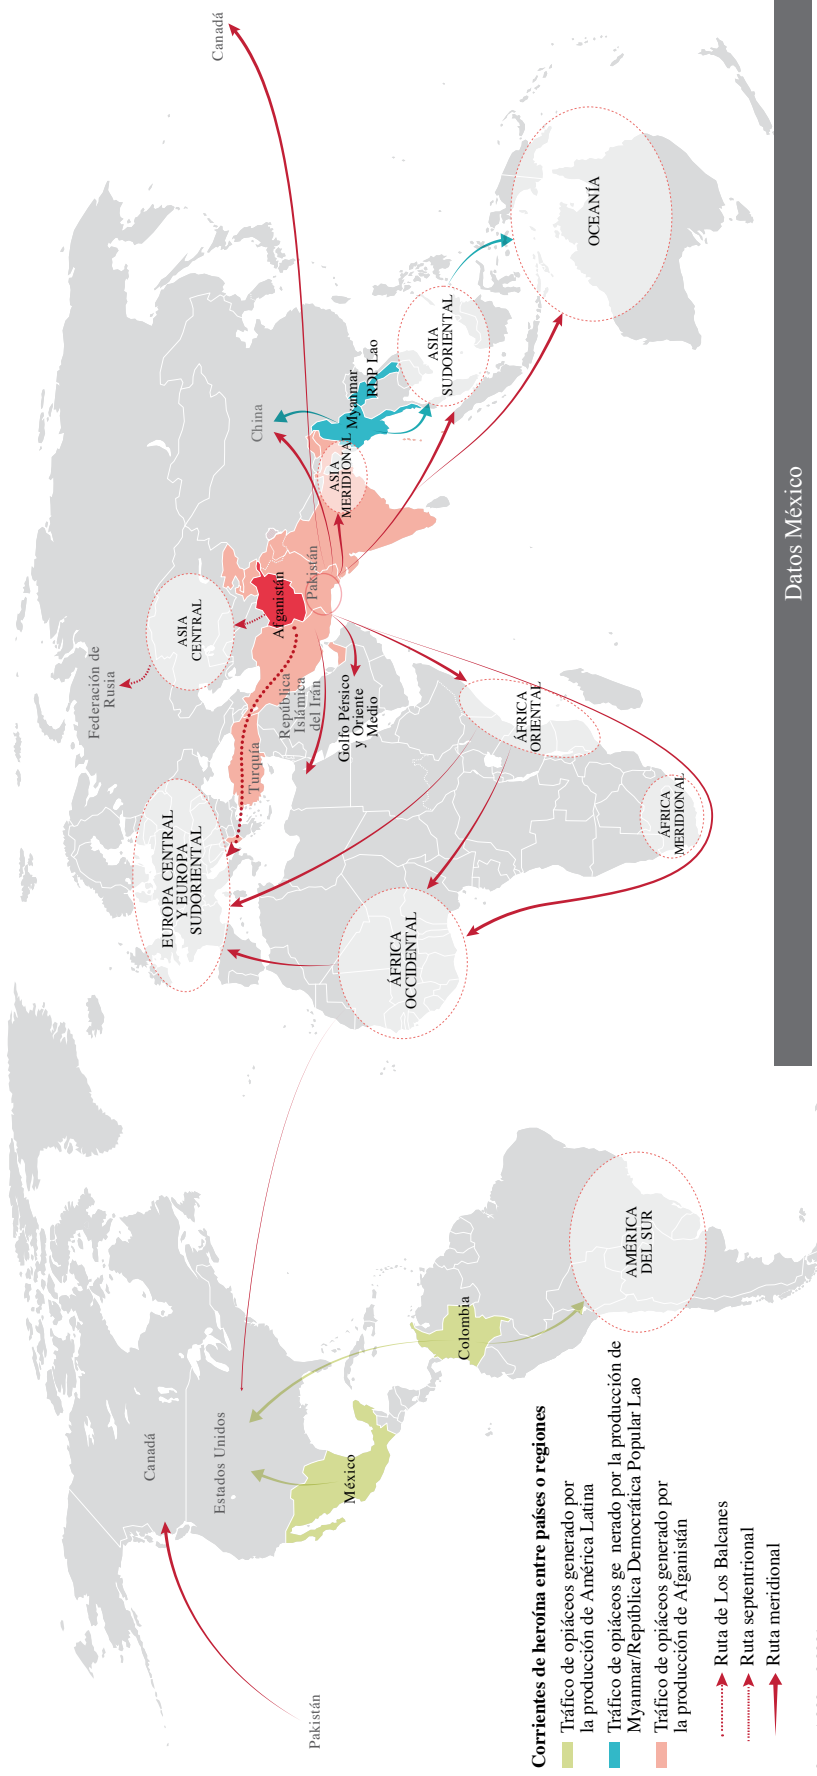 Canadá
Estados Unidos
México
Pakistán
Colombia
AMÉRICA
DEL SUR
EUROPA CENTRAL
Y EUROPA
SUDORIENTAL
ÁFRICA
OCCIDENTAL
ÁFRICA
ORIENTAL
ÁFRICA
MERIDIONAL
Federación de
Rusia
ASIA
CENTRAL
Turquía
República
Islámica
del Irán
Golfo Pérsico
y Oriente
Medio
Afganistán
Pakistán
ASIA
MERIDIONAL
China
Myanmar
RDP Lao
ASIA
SUDORIENTAL
OCEANÍA
Canadá
Corrientes de heroína entre países o regiones
Tráfico de opiáceos generado por
la producción de América Latina
Tráfico de opiáceos ge nerado por la producción de
Myanmar/República Democrática Popular Lao
Tráfico de opiáceos generado por
la producción de Afganistán
Ruta de Los Balcanes
Ruta septentrional
Ruta meridional
Datos México